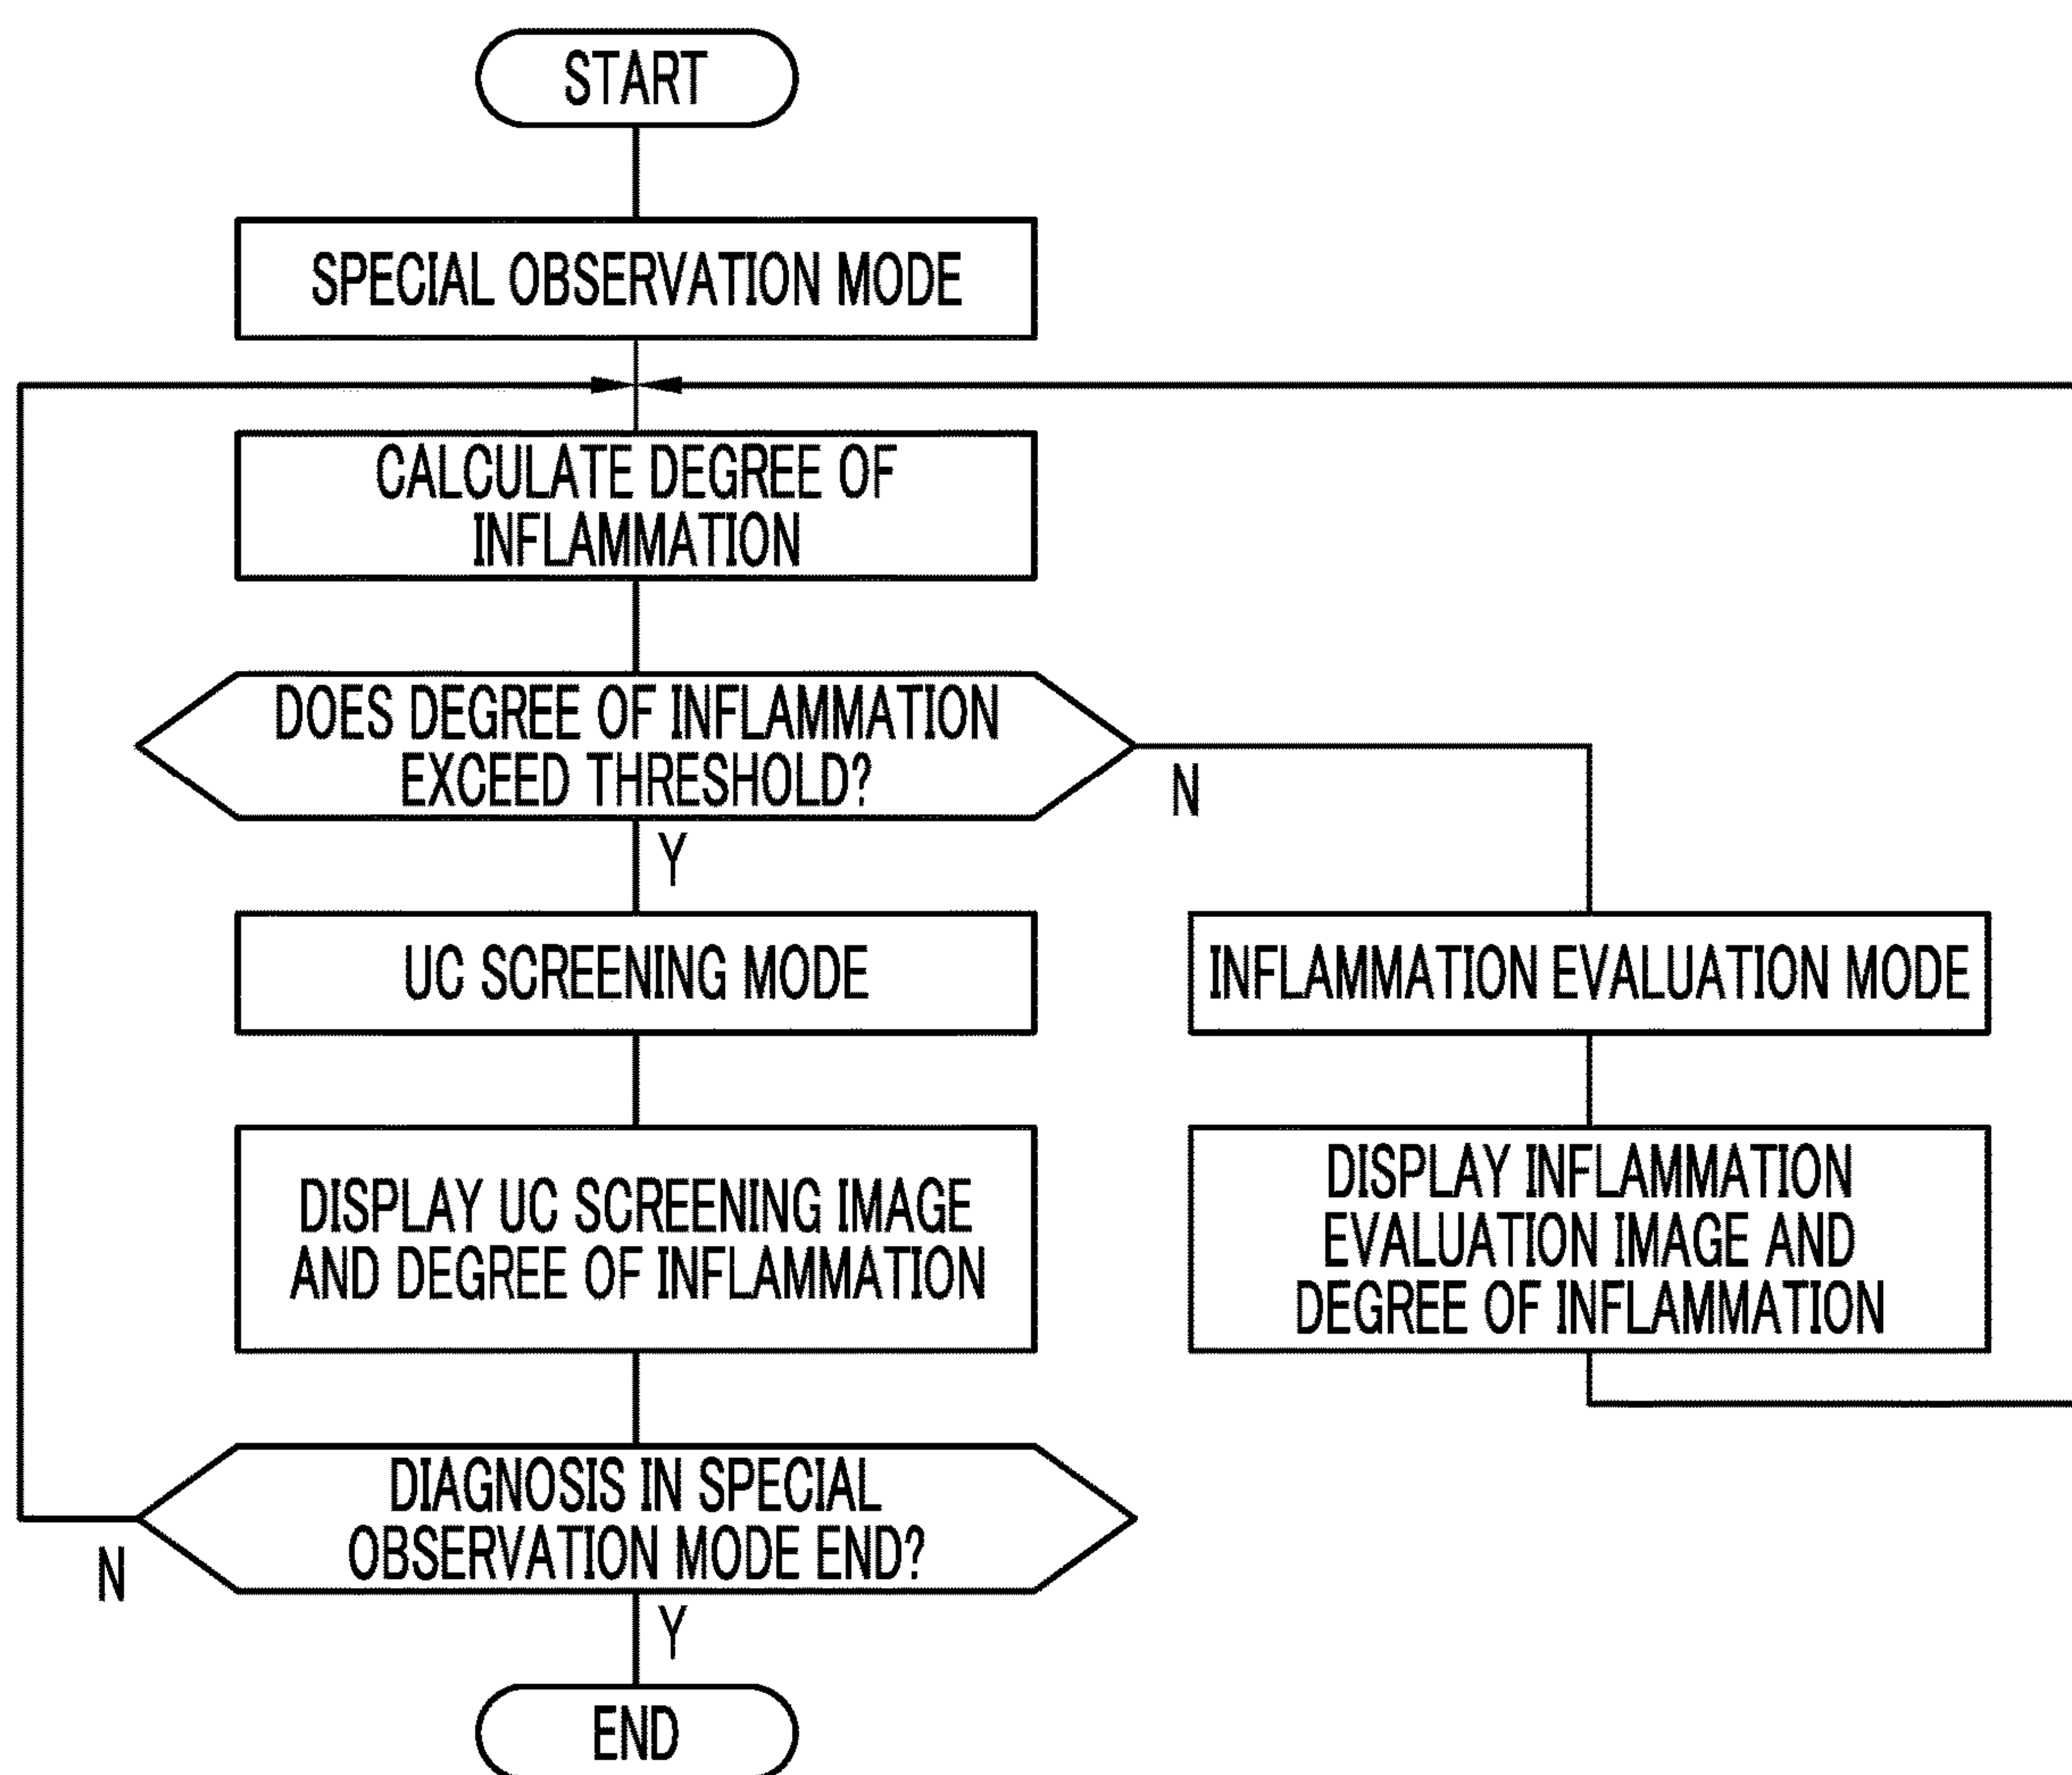 START
SPECIAL OBSERVATION MODE
CALCULATE DEGREE OF
INFLAMMATION
DOES DEGREE OF INFLAMMATION
EXCEED THRESHOLD?
N
Y
UC SCREENING MODE
INFLAMMATION EVALUATION MODE
DISPLAY UC SCREENING IMAGE
AND DEGREE OF INFLAMMATION
DISPLAY INFLAMMATION
EVALUATION IMAGE AND
DEGREE OF INFLAMMATION
DIAGNOSIS IN SPECIAL
OBSERVATION MODE END?
N
Y
END